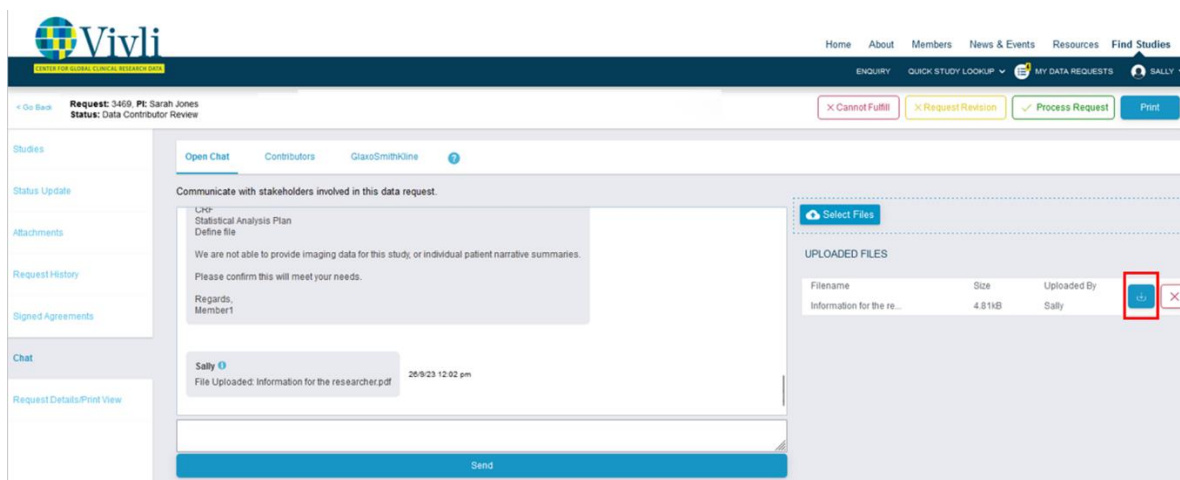 Vivli
CENTER FOR GLOBAL CLINICAL RESEARCH DATA
Home About Members News & Events Resources Find Studies
ENQUIRY QUICK STUDY LOOKUP MY DATA REQUESTS SALLY
< Go Back
Request: 3469, PI: Sarah Jones
Status: Data Contributor Review
Cannot Fulfill Request Revision Process Request Print
Studies
Status Update
Attachments
Request History
Signed Agreements
Chat
Request Details/Print View
Open Chat Contributors GlaxoSmithKline ?
Communicate with stakeholders involved in this data request.
CRF
Statistical Analysis Plan
Define file
We are not able to provide imaging data for this study, or individual patient narrative summaries.
Please confirm this will meet your needs.
Regards,
Member1
Sally
File Uploaded: Information for the researcher.pdf
26/9/23 12:02 pm
Send
Select Files
UPLOADED FILES
Filename Size Uploaded By
Information for the re... 4.81kB Sally